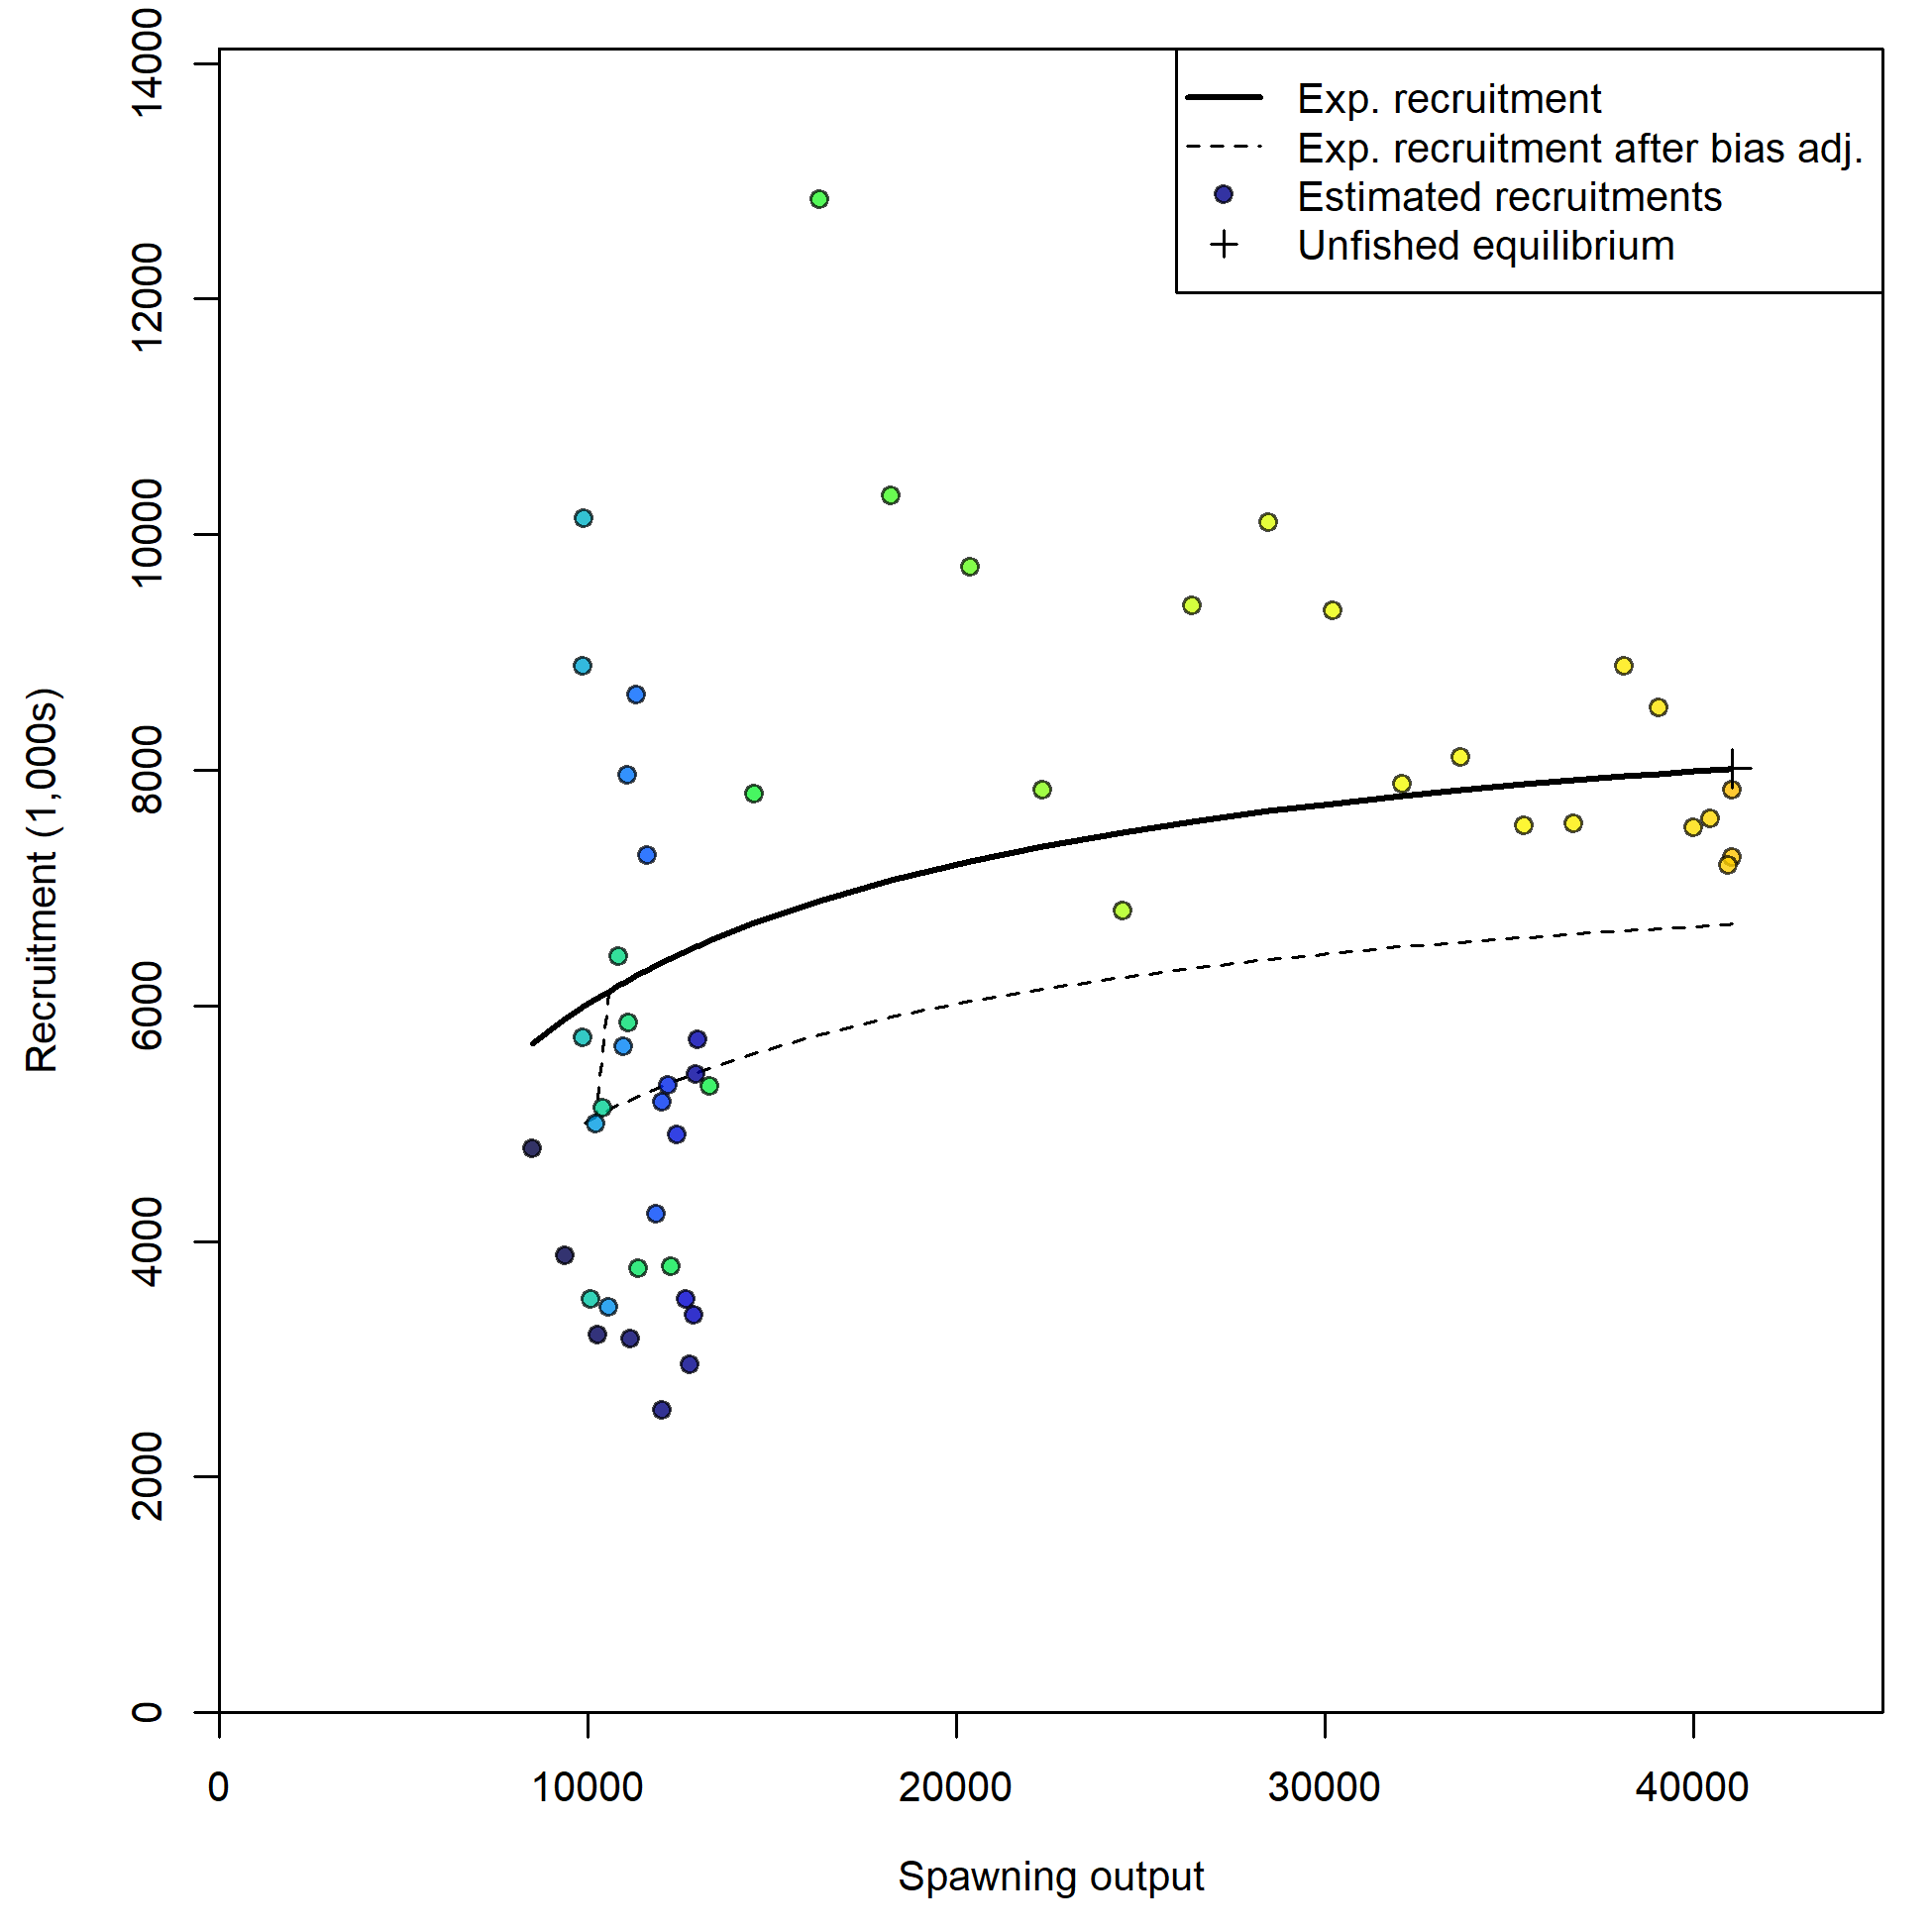 Exp. recruitment
Exp. recruitment after bias adj.
Estimated recruitments
Unfished equilibrium
Recruitment (1,000s)
14000
12000
10000
8000
6000
4000
2000
0
0 10000 20000 30000 40000
Spawning output